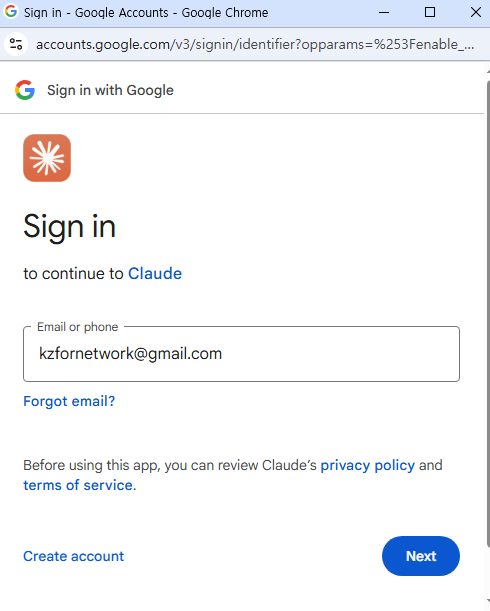 Sign in - Google Accounts - Google Chrome
accounts.google.com/v3/signin/identifier?opparams=%253Fenable_...
Sign in with Google
Sign in
to continue to Claude
Email or phone
kzfornetwork@gmail.com
Forgot email?
Before using this app, you can review Claude's privacy policy and
terms of service.
Create account
Next